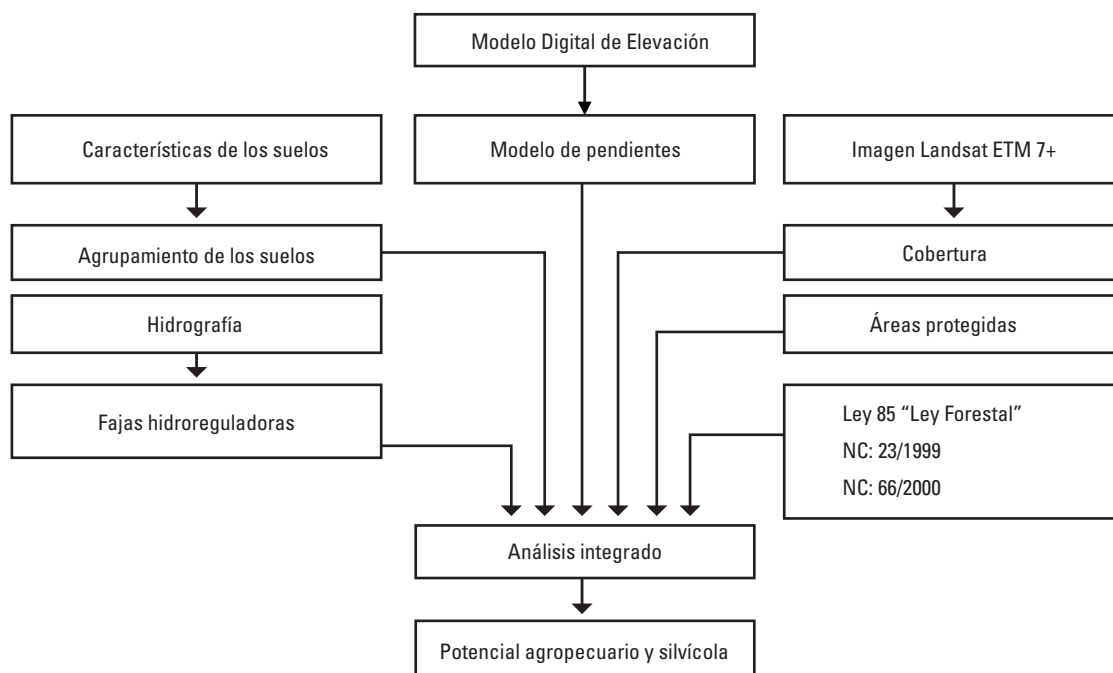 Modelo Digital de Elevación
Características de los suelos
Modelo de pendientes
Imagen Landsat ETM 7+
Agrupamiento de los suelos
Cobertura
Hidrografía
Áreas protegidas
Fajas hidroreguladoras
Ley 85 “Ley Forestal”
NC: 23/1999
NC: 66/2000
Análisis integrado
Potencial agropecuario y silvícola